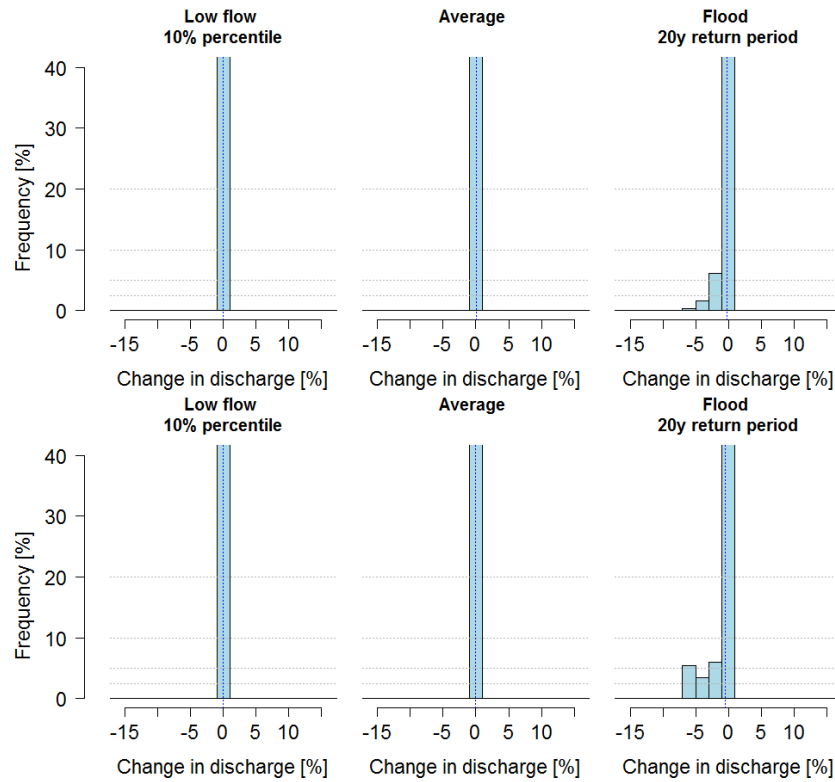 Low flow
10% percentile
Average
Flood
20y return period
40
30
20
10
0
Frequency [%]
-15 -5 0 5 10
-15 -5 0 5 10
-15 -5 0 5 10
Change in discharge [%]
Change in discharge [%]
Change in discharge [%]
Low flow
10% percentile
Average
Flood
20y return period
40
30
20
10
0
Frequency [%]
-15 -5 0 5 10
-15 -5 0 5 10
-15 -5 0 5 10
Change in discharge [%]
Change in discharge [%]
Change in discharge [%]